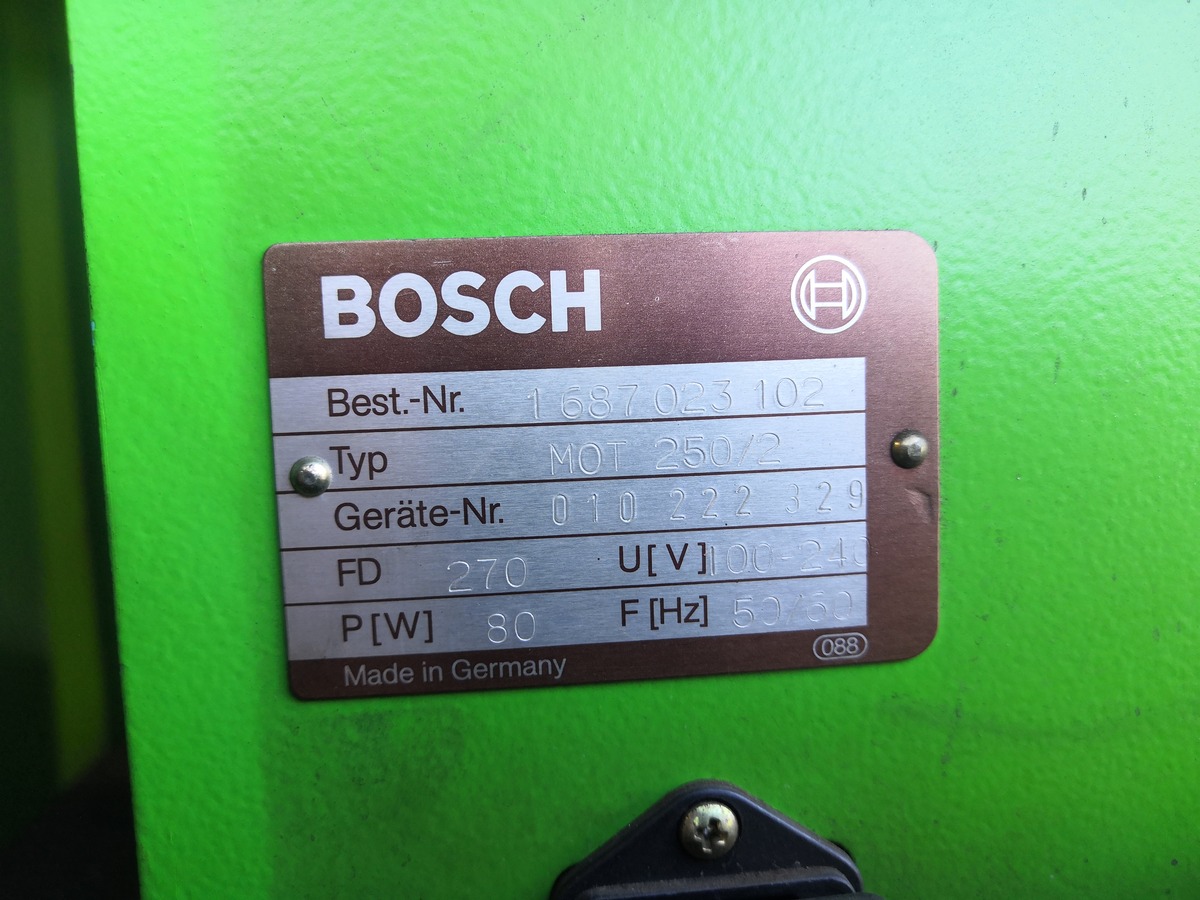 BOSCH
Best.-Nr. 1 687 023 102
Typ MOT 250/2
Geräte-Nr. 010 222 329
FD 270 U[V] 100-240
P[W] 80 F[Hz] 50/60
Made in Germany 088